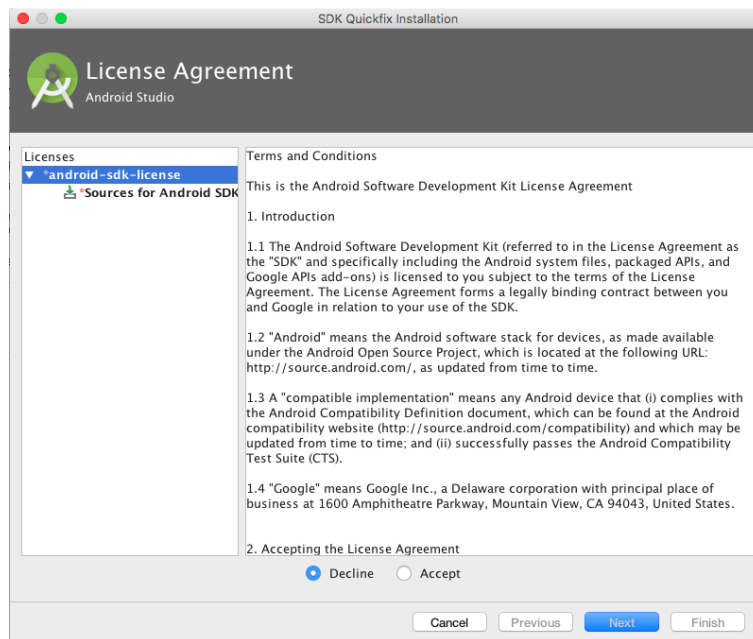 SDK Quickfix Installation
License Agreement
Android Studio
Licenses
*android-sdk-license
*Sources for Android SDK
Terms and Conditions
This is the Android Software Development Kit License Agreement
1. Introduction
1.1 The Android Software Development Kit (referred to in the License Agreement as
the "SDK" and specifically including the Android system files, packaged APIs, and
Google APIs add-ons) is licensed to you subject to the terms of the License
Agreement. The License Agreement forms a legally binding contract between you
and Google in relation to your use of the SDK.
1.2 "Android" means the Android software stack for devices, as made available
under the Android Open Source Project, which is located at the following URL:
http://source.android.com/, as updated from time to time.
1.3 A "compatible implementation" means any Android device that (i) complies with
the Android Compatibility Definition document, which can be found at the Android
compatibility website (http://source.android.com/compatibility) and which may be
updated from time to time; and (ii) successfully passes the Android Compatibility
Test Suite (CTS).
1.4 "Google" means Google Inc., a Delaware corporation with principal place of
business at 1600 Amphitheatre Parkway, Mountain View, CA 94043, United States.
2. Accepting the License Agreement
Decline
Accept
Cancel
Previous
Next
Finish